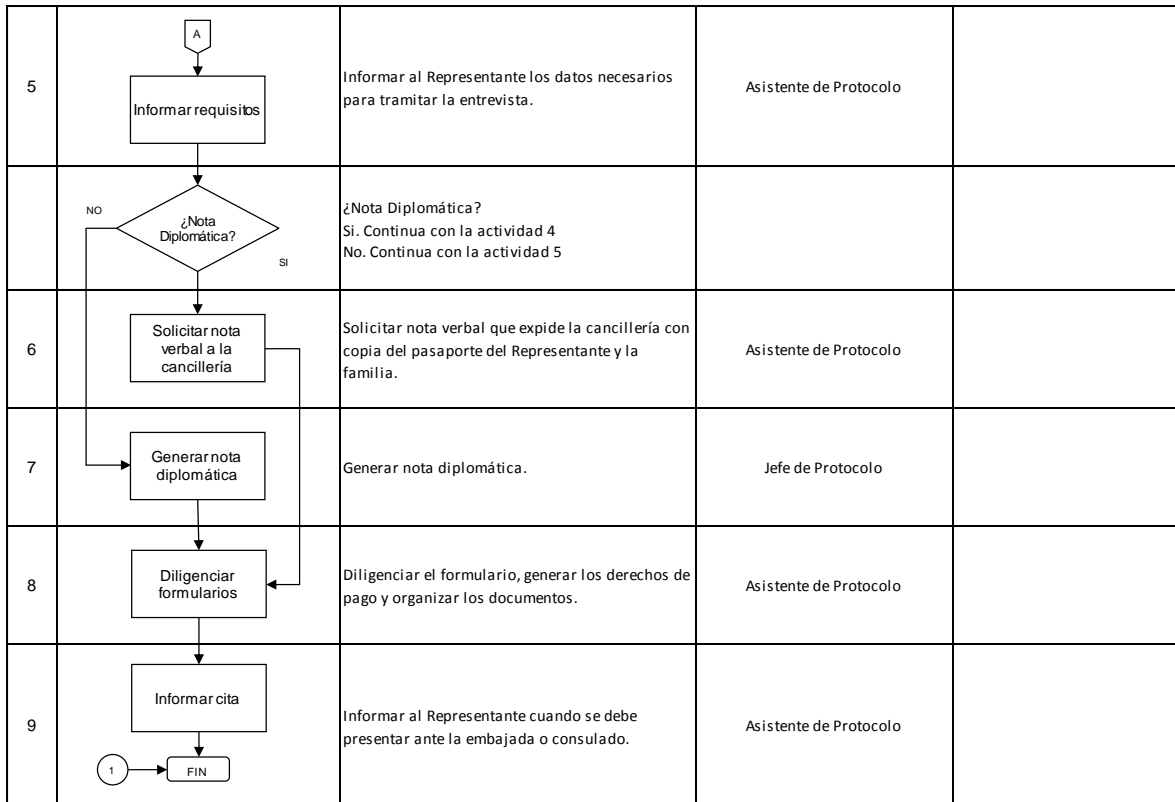 A
5
Informar requisitos
Informar al Representante los datos necesarios
para tramitar la entrevista.
Asistente de Protocolo
NO
¿Nota
Diplomática?
SI
¿Nota Diplomática?
Si. Continua con la actividad 4
No. Continua con la actividad 5
6
Solicitar nota
verbal a la
cancillería
Solicitar nota verbal que expide la cancillería con
copia del pasaporte del Representante y la
familia.
Asistente de Protocolo
7
Generar nota
diplomática
Generar nota diplomática.
Jefe de Protocolo
8
Diligenciar
formularios
Diligenciar el formulario, generar los derechos de
pago y organizar los documentos.
Asistente de Protocolo
9
Informar cita
Informar al Representante cuando se debe
presentar ante la embajada o consulado.
Asistente de Protocolo
1
FIN